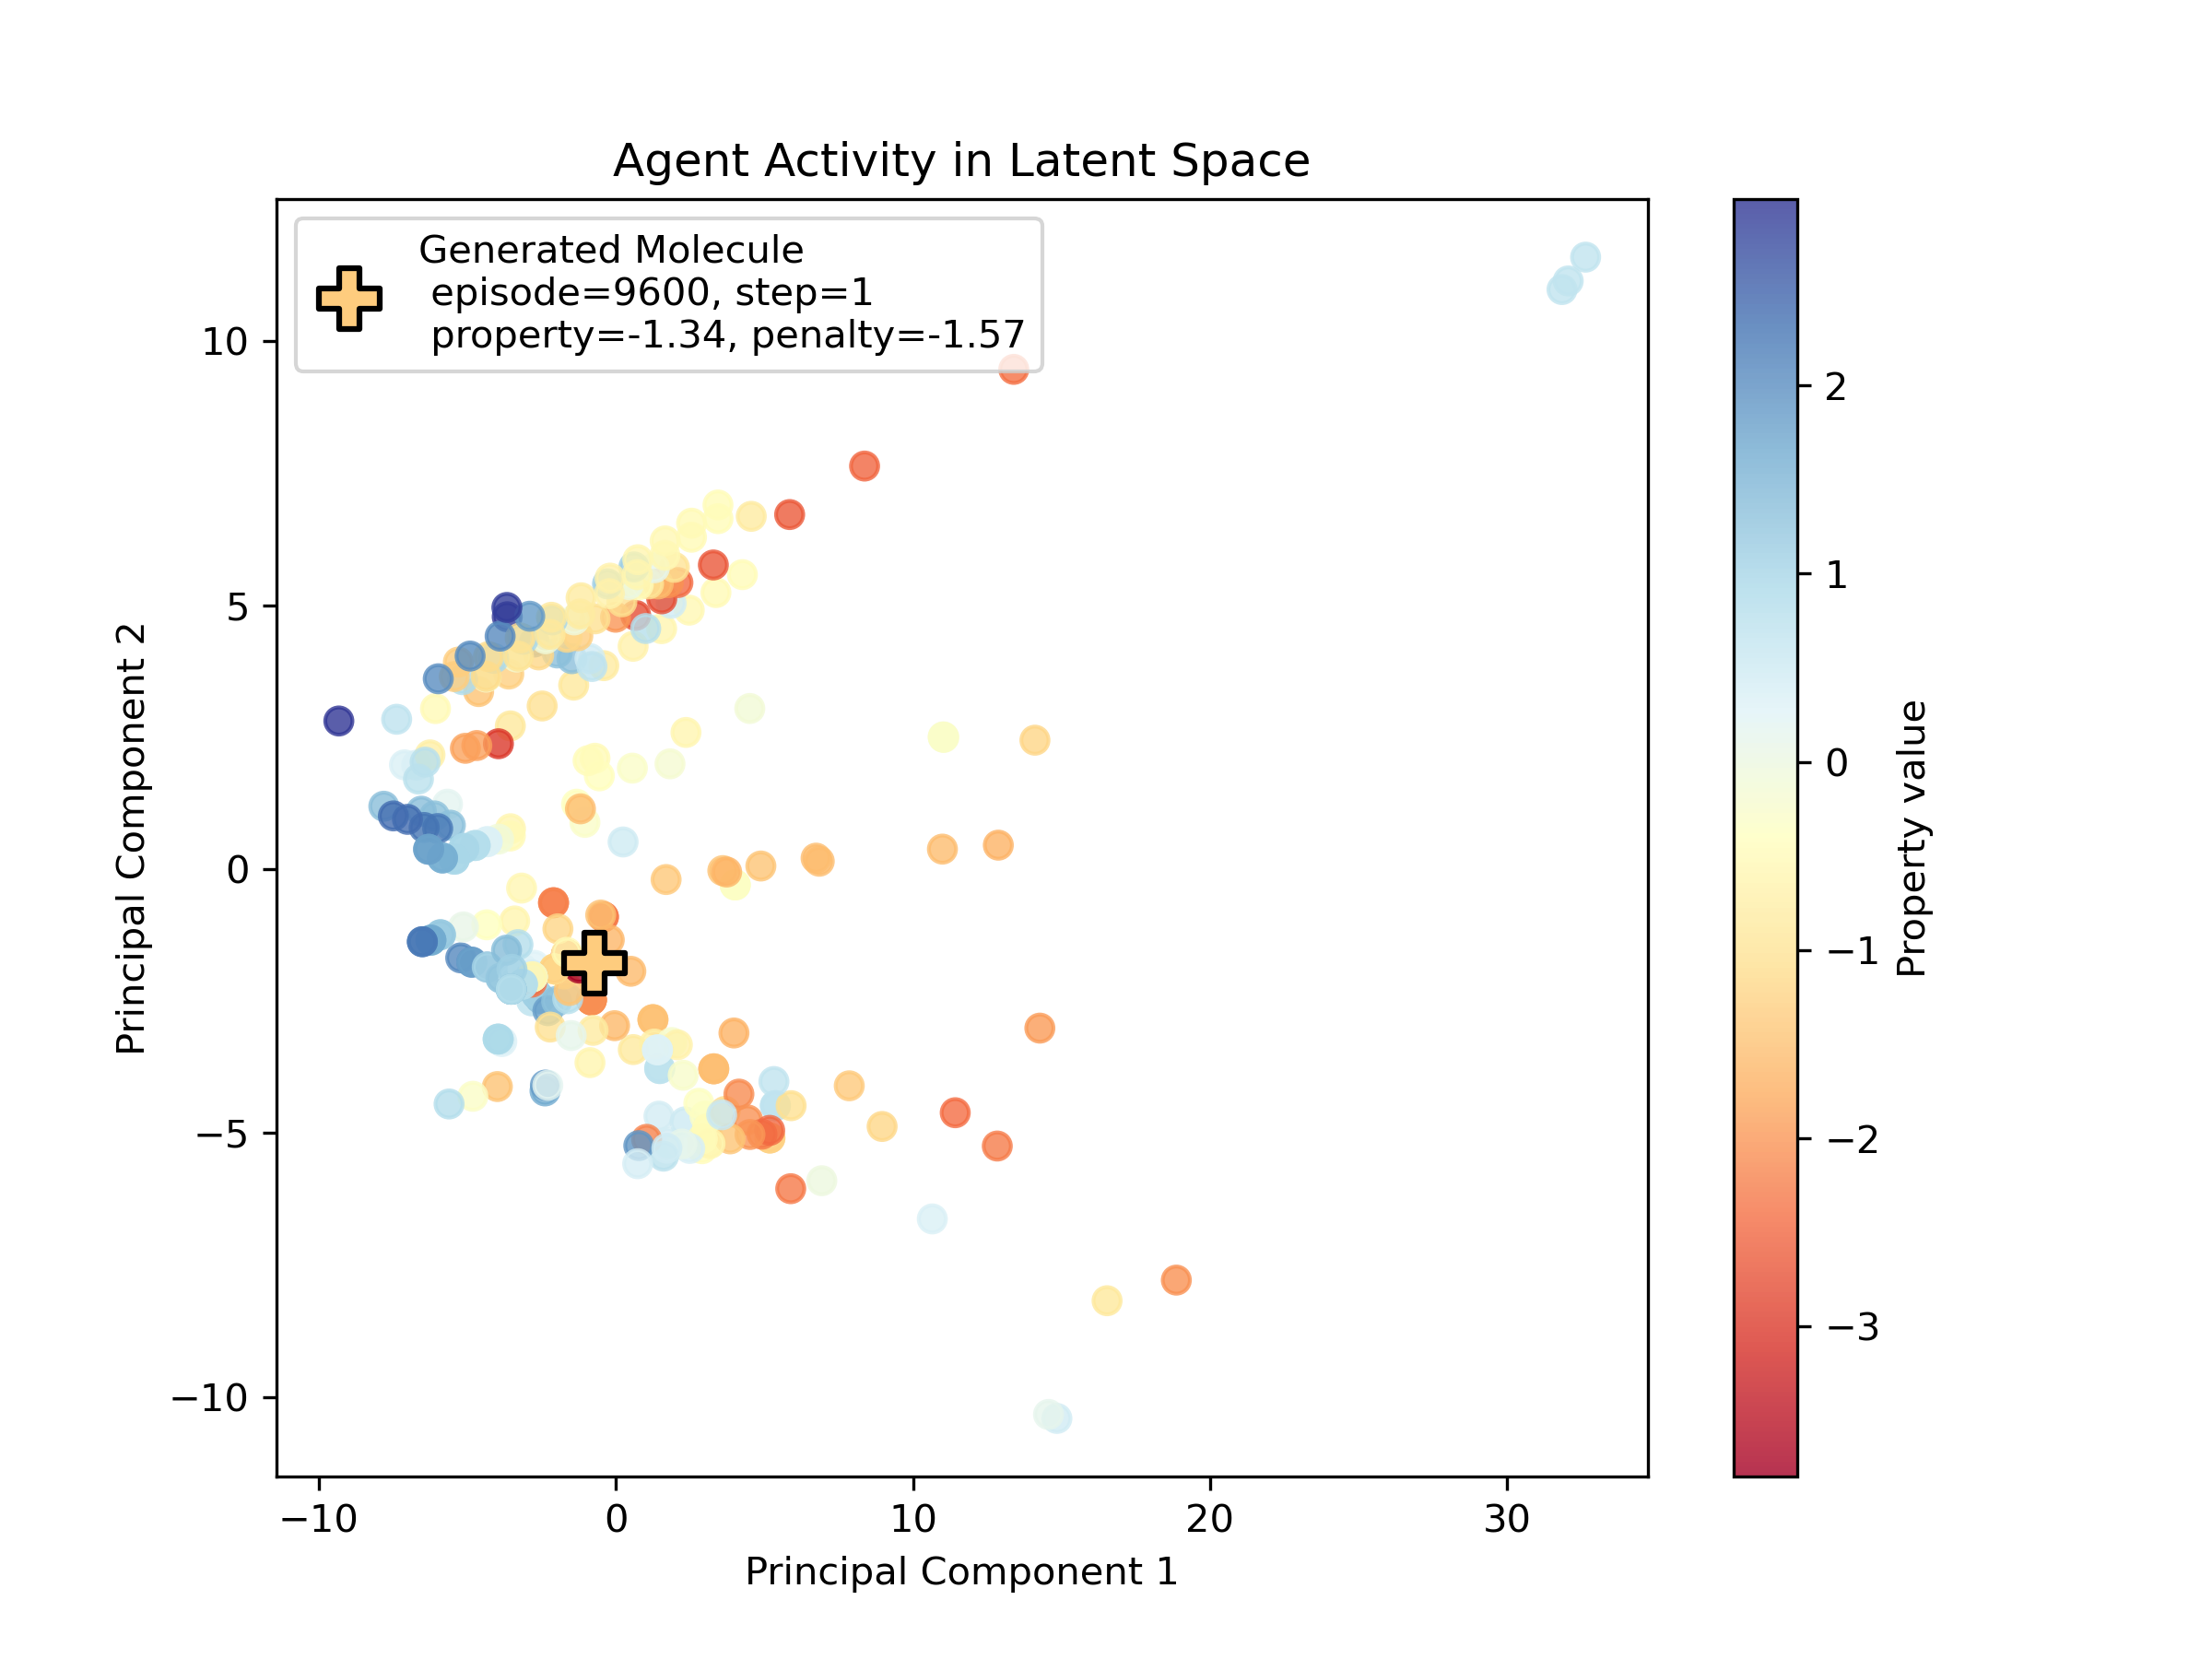 Agent Activity in Latent Space
Generated Molecule
episode=9600, step=1
property=-1.34, penalty=-1.57
10
5
0
−5
−10
Principal Component 2
−10
0
10
20
30
Principal Component 1
2
1
0
−1
−2
−3
Property value